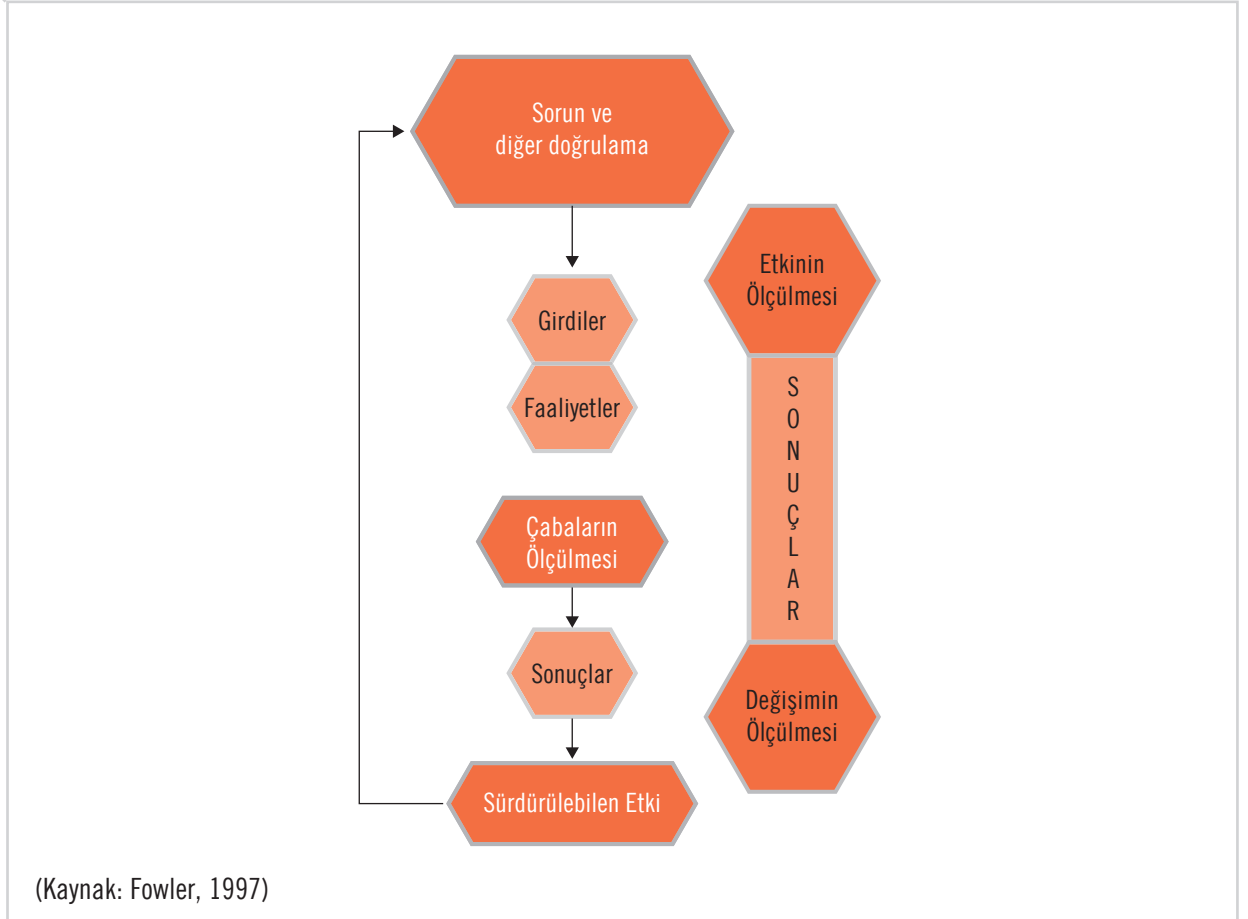 Sorun ve
diğer doğrulama
Girdiler
Faaliyetler
Çabaların
Ölçülmesi
Sonuçlar
Sürdürülebilen Etki
Etkinin
Ölçülmesi
S
O
N
U
Ç
L
A
R
Değişimin
Ölçülmesi
(Kaynak: Fowler, 1997)